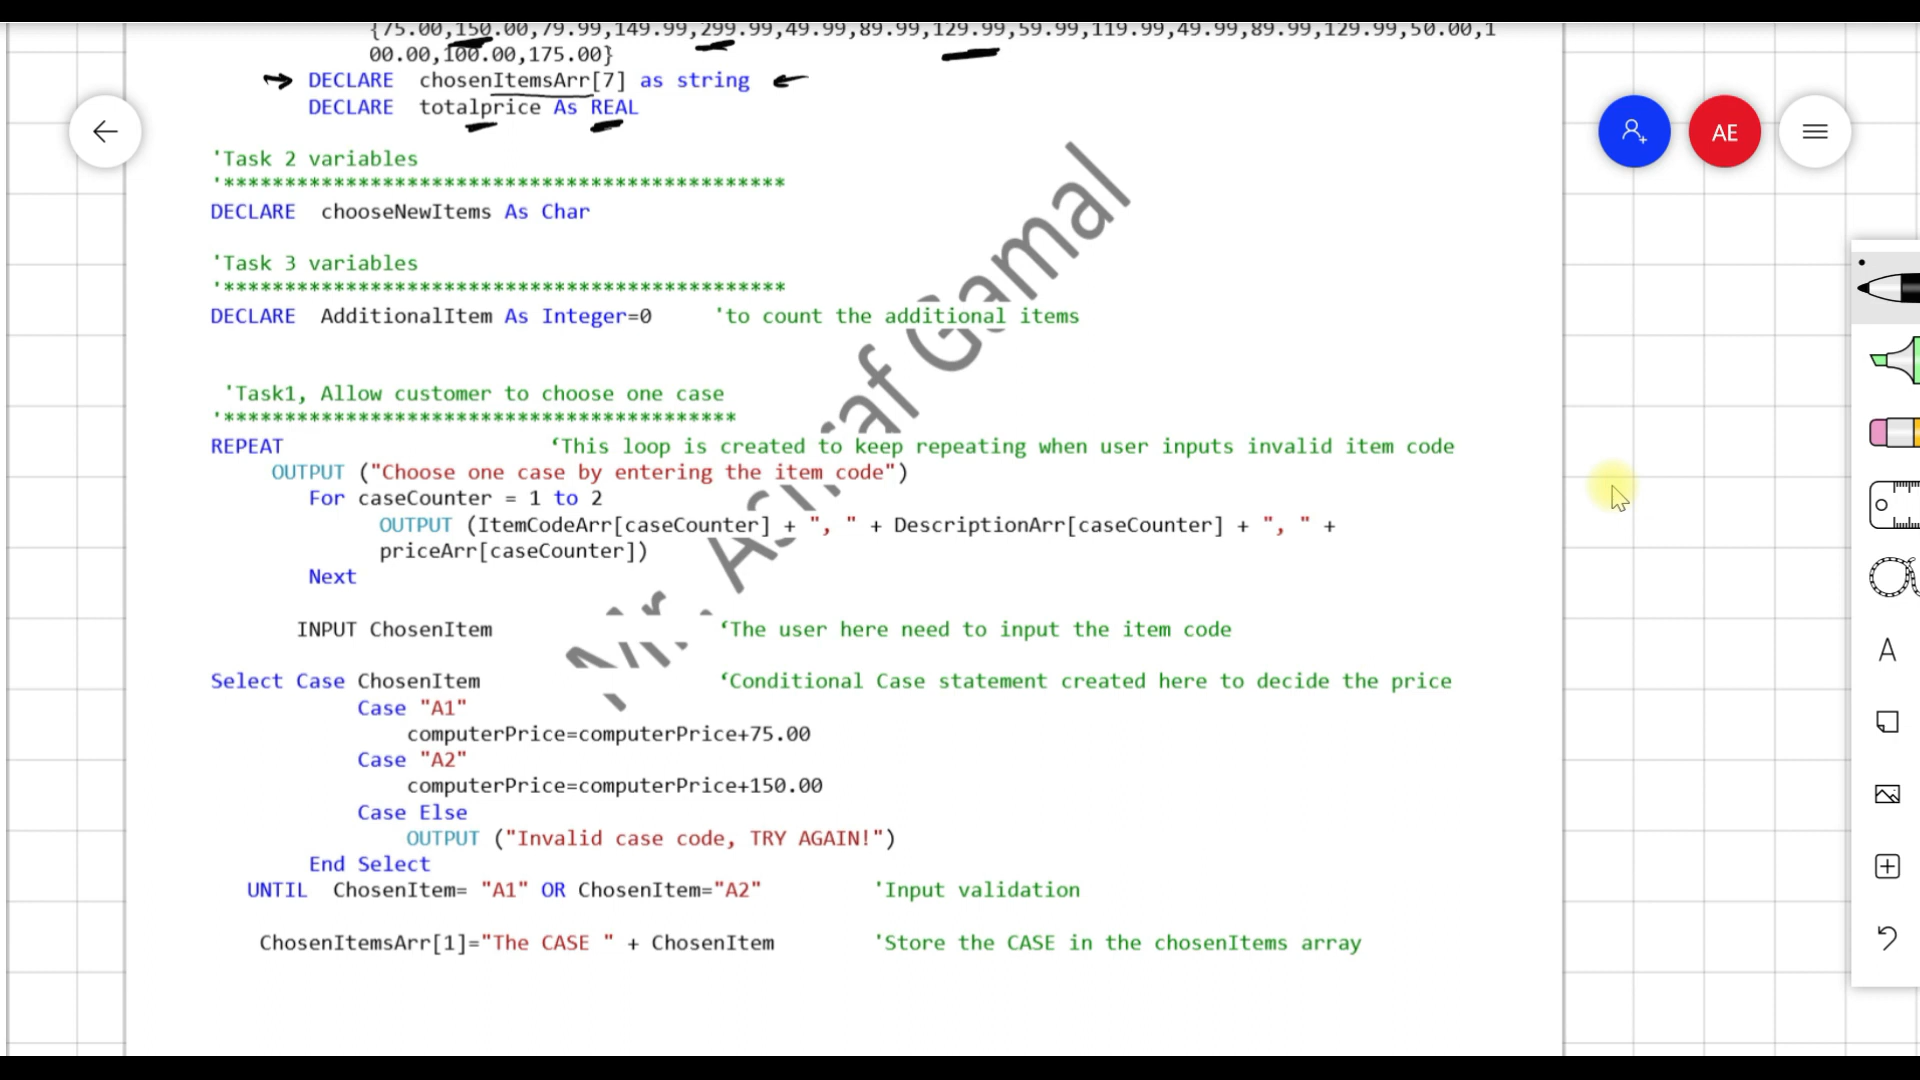 {75.00,150.00,79.99,149.99,299.99,49.99,89.99,129.99,59.99,119.99,49.99,89.99,129.99,50.00,1
00.00,100.00,175.00}
DECLARE chosenItemsArr[7] as string
DECLARE totalprice As REAL
AE
'Task 2 variables
'**********************************************
DECLARE chooseNewItems As Char
'Task 3 variables
'**********************************************
DECLARE AdditionalItem As Integer=0 'to count the additional items
'Task1, Allow customer to choose one case
'******************************************
REPEAT ‘This loop is created to keep repeating when user inputs invalid item code
OUTPUT ("Choose one case by entering the item code")
For caseCounter = 1 to 2
OUTPUT (ItemCodeArr[caseCounter] + ", " + DescriptionArr[caseCounter] + ", " +
priceArr[caseCounter])
Next
INPUT ChosenItem ‘The user here need to input the item code
A
Select Case ChosenItem ‘Conditional Case statement created here to decide the price
Case "A1"
computerPrice=computerPrice+75.00
Case "A2"
computerPrice=computerPrice+150.00
Case Else
OUTPUT ("Invalid case code, TRY AGAIN!")
End Select
UNTIL ChosenItem= "A1" OR ChosenItem="A2" 'Input validation
ChosenItemsArr[1]="The CASE " + ChosenItem 'Store the CASE in the chosenItems array
Mr. Ashraf Gamal